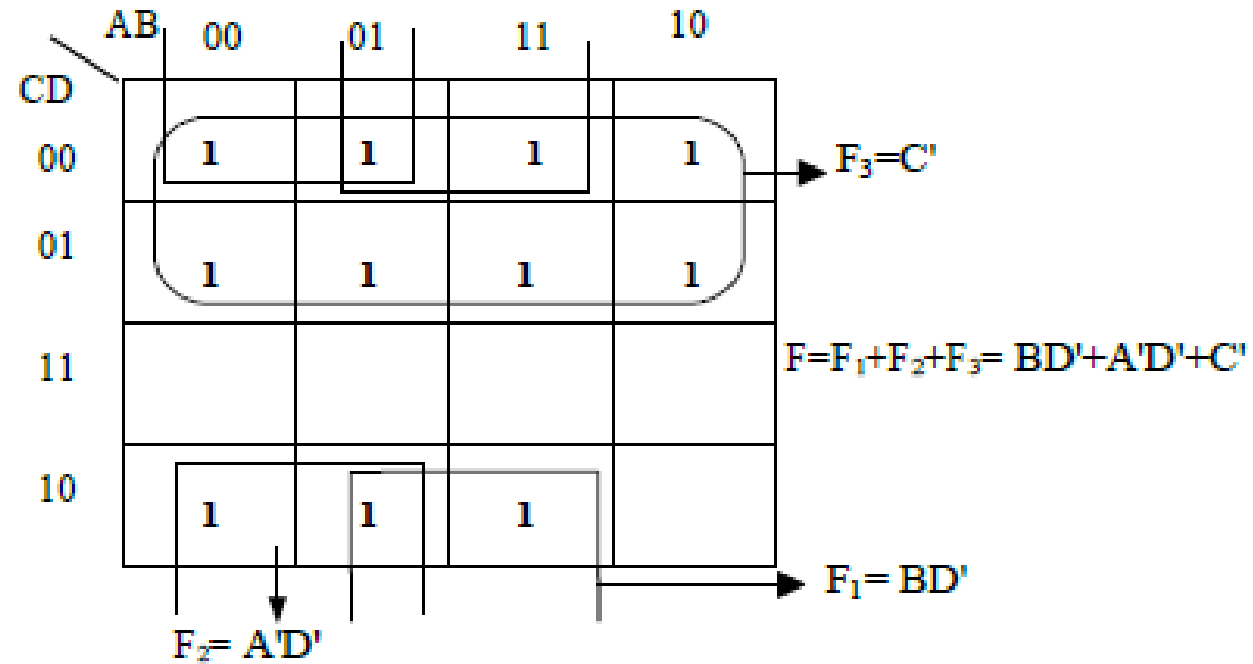 AB 00 01 11 10
CD
00 1 1 1 1 F₃=C'
01 1 1 1 1
11 F=F₁+F₂+F₃= BD'+A'D'+C'
10 1 1 1
F₁= BD'
F₂= A'D'